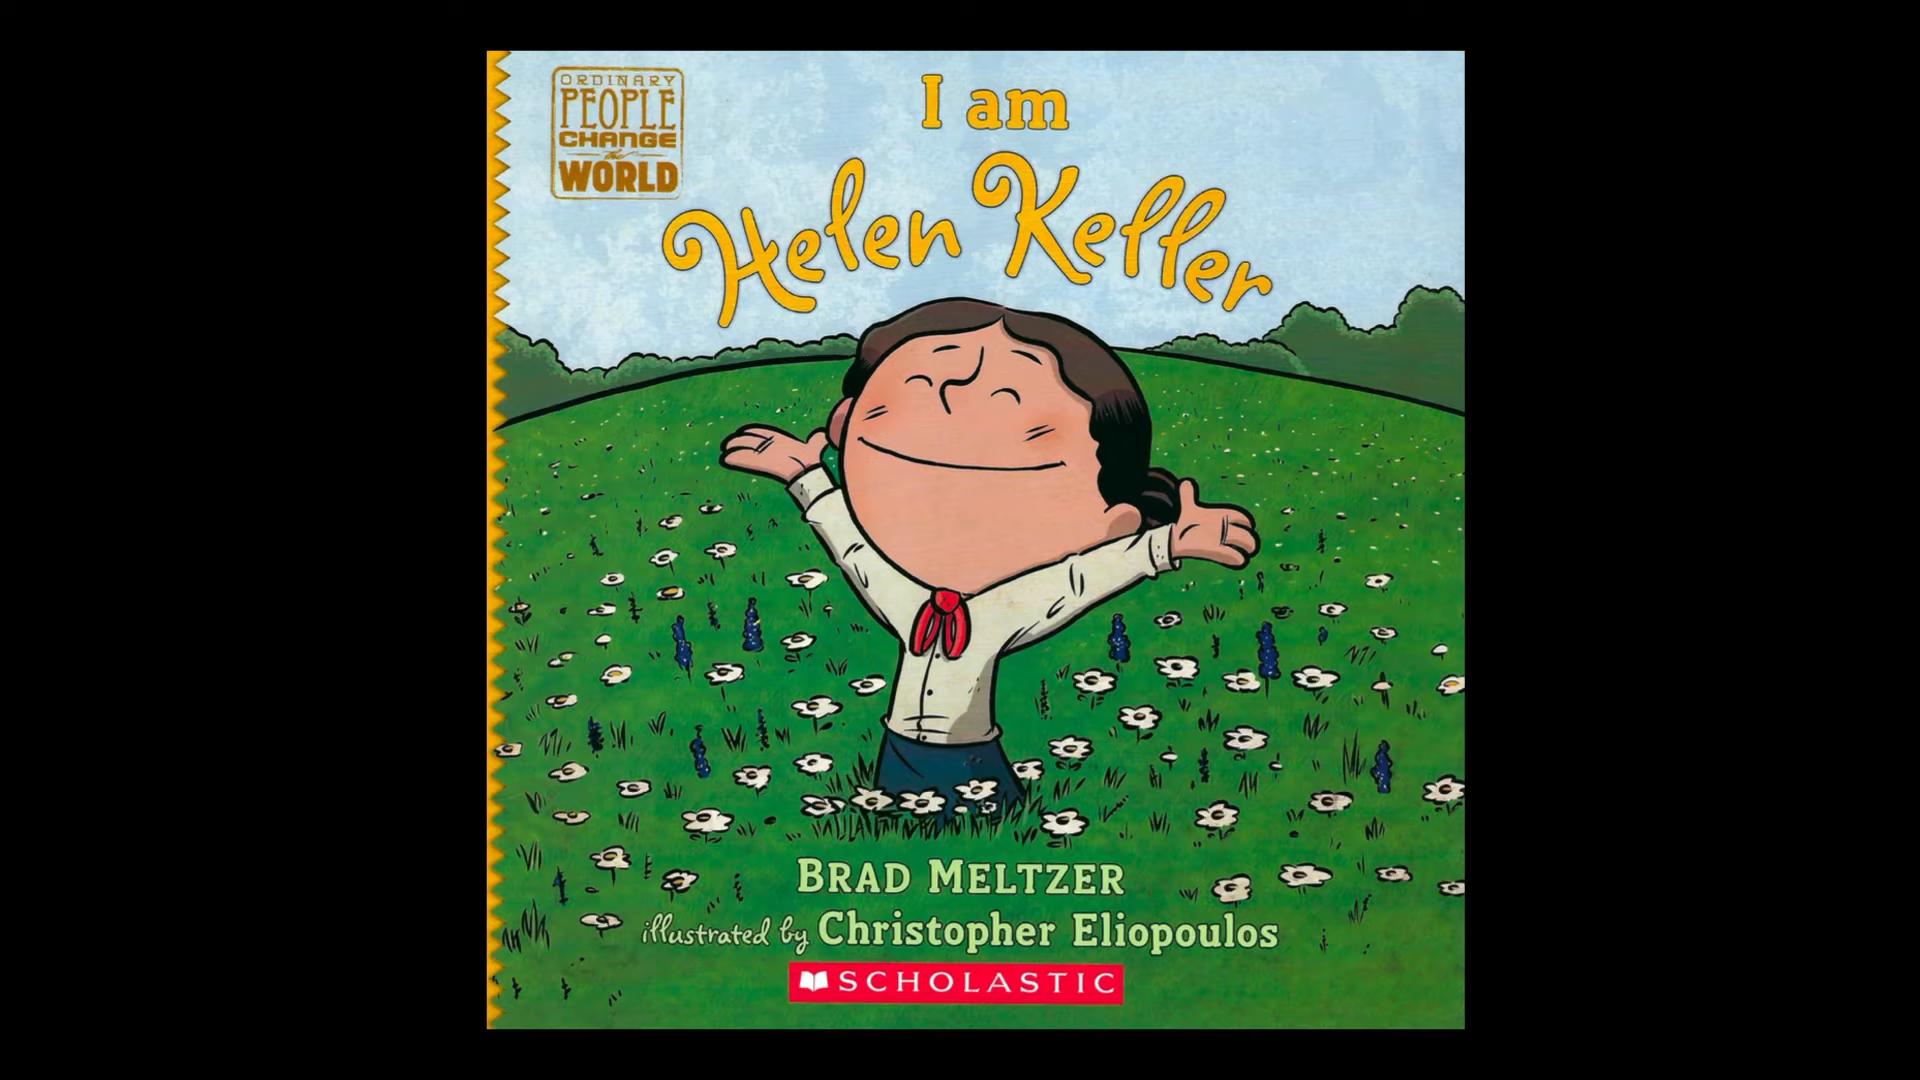 ORDINARY
PEOPLE
CHANGE
the
WORLD
I am
Helen Keller
BRAD MELTZER
illustrated by Christopher Eliopoulos
SCHOLASTIC